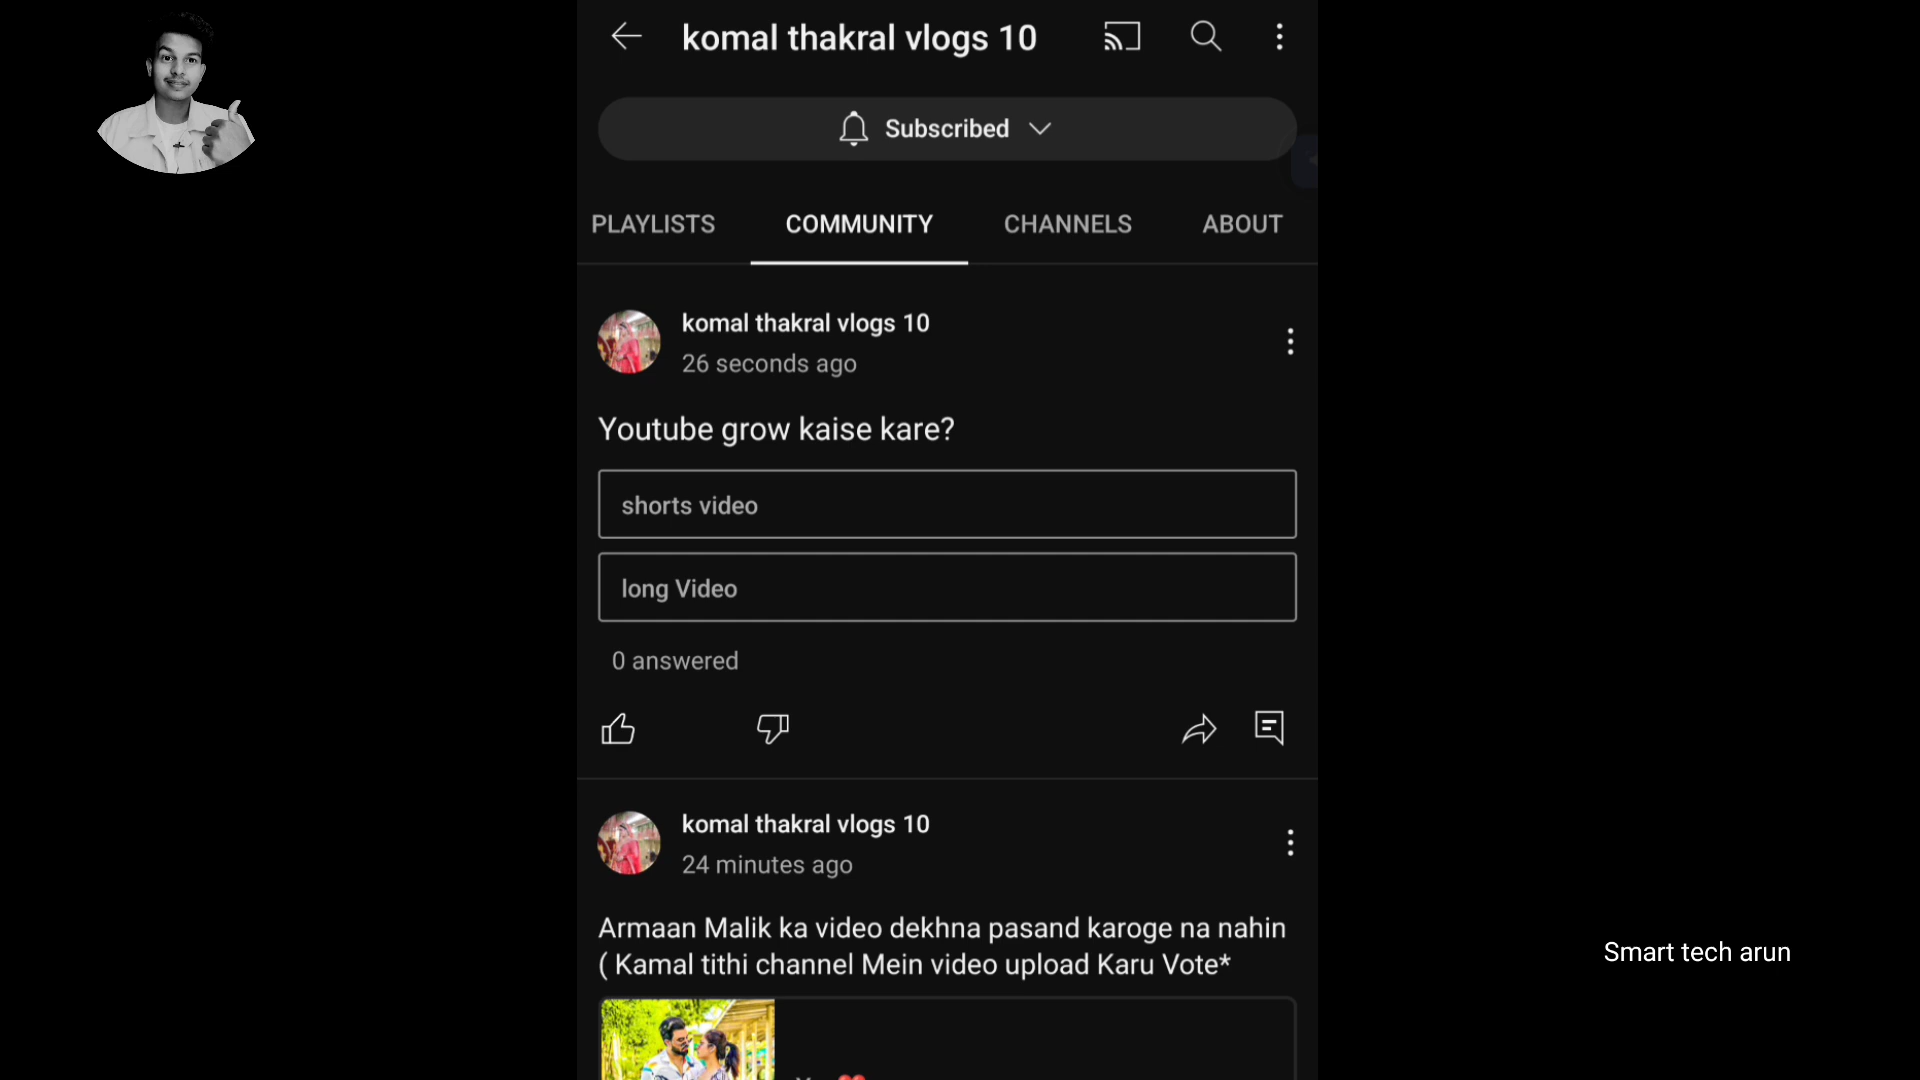 komal thakral vlogs 10
Subscribed
PLAYLISTS COMMUNITY CHANNELS ABOUT
komal thakral vlogs 10
26 seconds ago
Youtube grow kaise kare?
shorts video
long Video
0 answered
komal thakral vlogs 10
24 minutes ago
Armaan Malik ka video dekhna pasand karoge na nahin
( Kamal tithi channel Mein video upload Karu Vote*
Smart tech arun